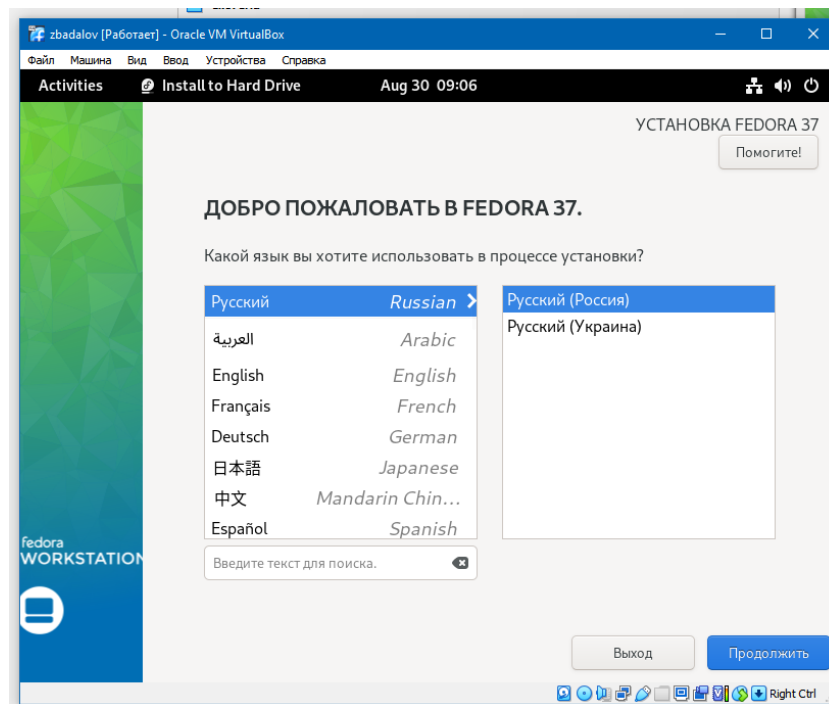 zbadalov [Работает] - Oracle VM VirtualBox
Файл Машина Вид Ввод Устройства Справка
Activities Install to Hard Drive Aug 30 09:06
УСТАНОВКА FEDORA 37
Помогите!
ДОБРО ПОЖАЛОВАТЬ В FEDORA 37.
Какой язык вы хотите использовать в процессе установки?
Русский Russian
العربية Arabic
English English
Français French
Deutsch German
日本語 Japanese
中文 Mandarin Chin...
Español Spanish
Русский (Россия)
Русский (Украина)
Введите текст для поиска.
fedora
WORKSTATION
Выход Продолжить
Right Ctrl